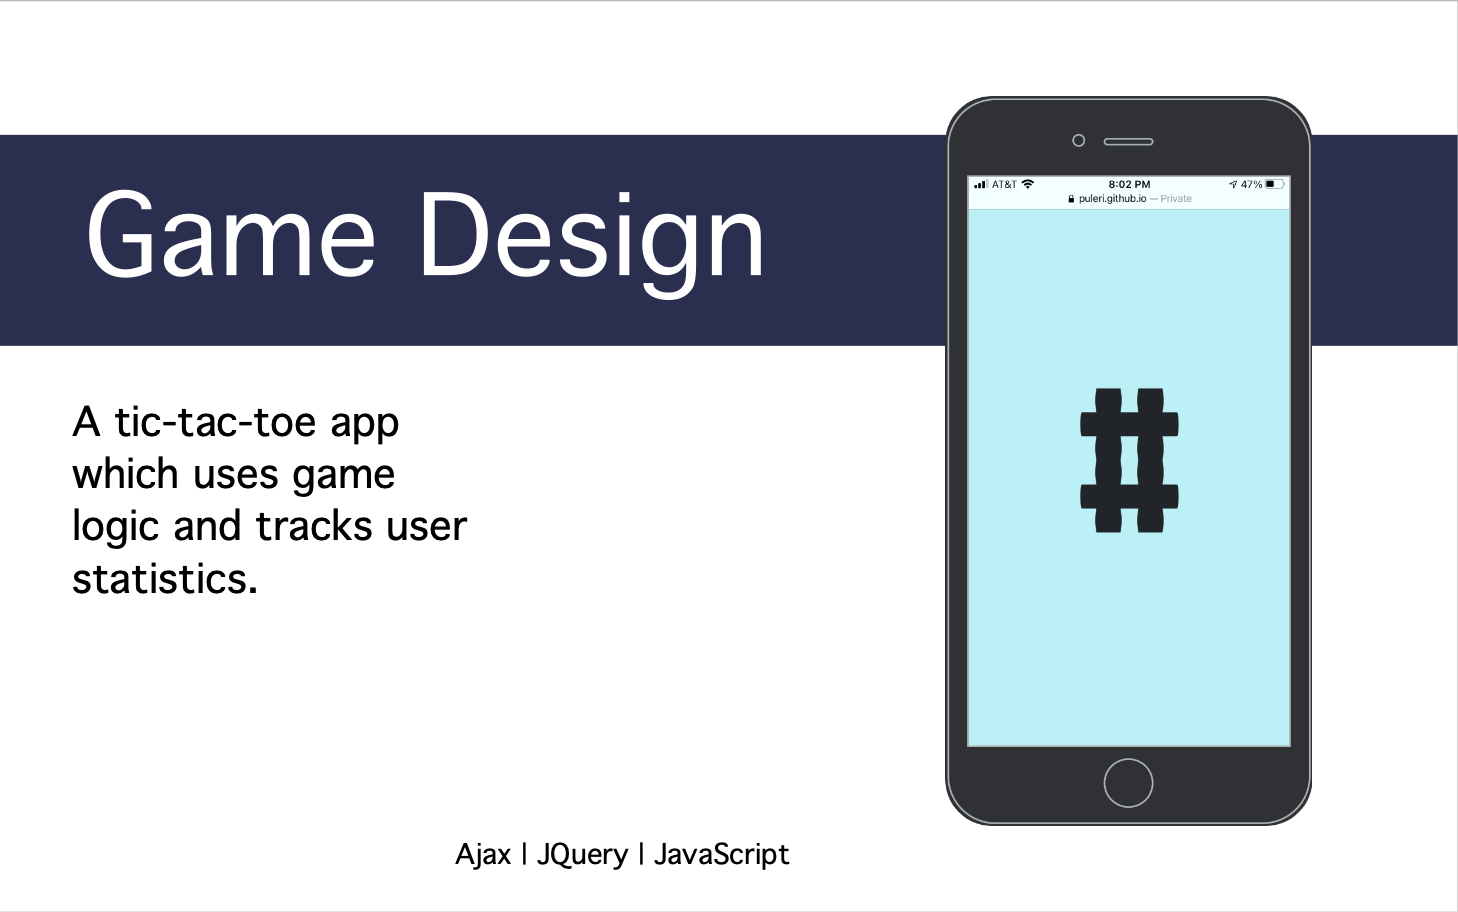 Game Design
AT&T 8:02 PM 47%
puleri.github.io — Private
#
A tic-tac-toe app
which uses game
logic and tracks user
statistics.
Ajax | JQuery | JavaScript